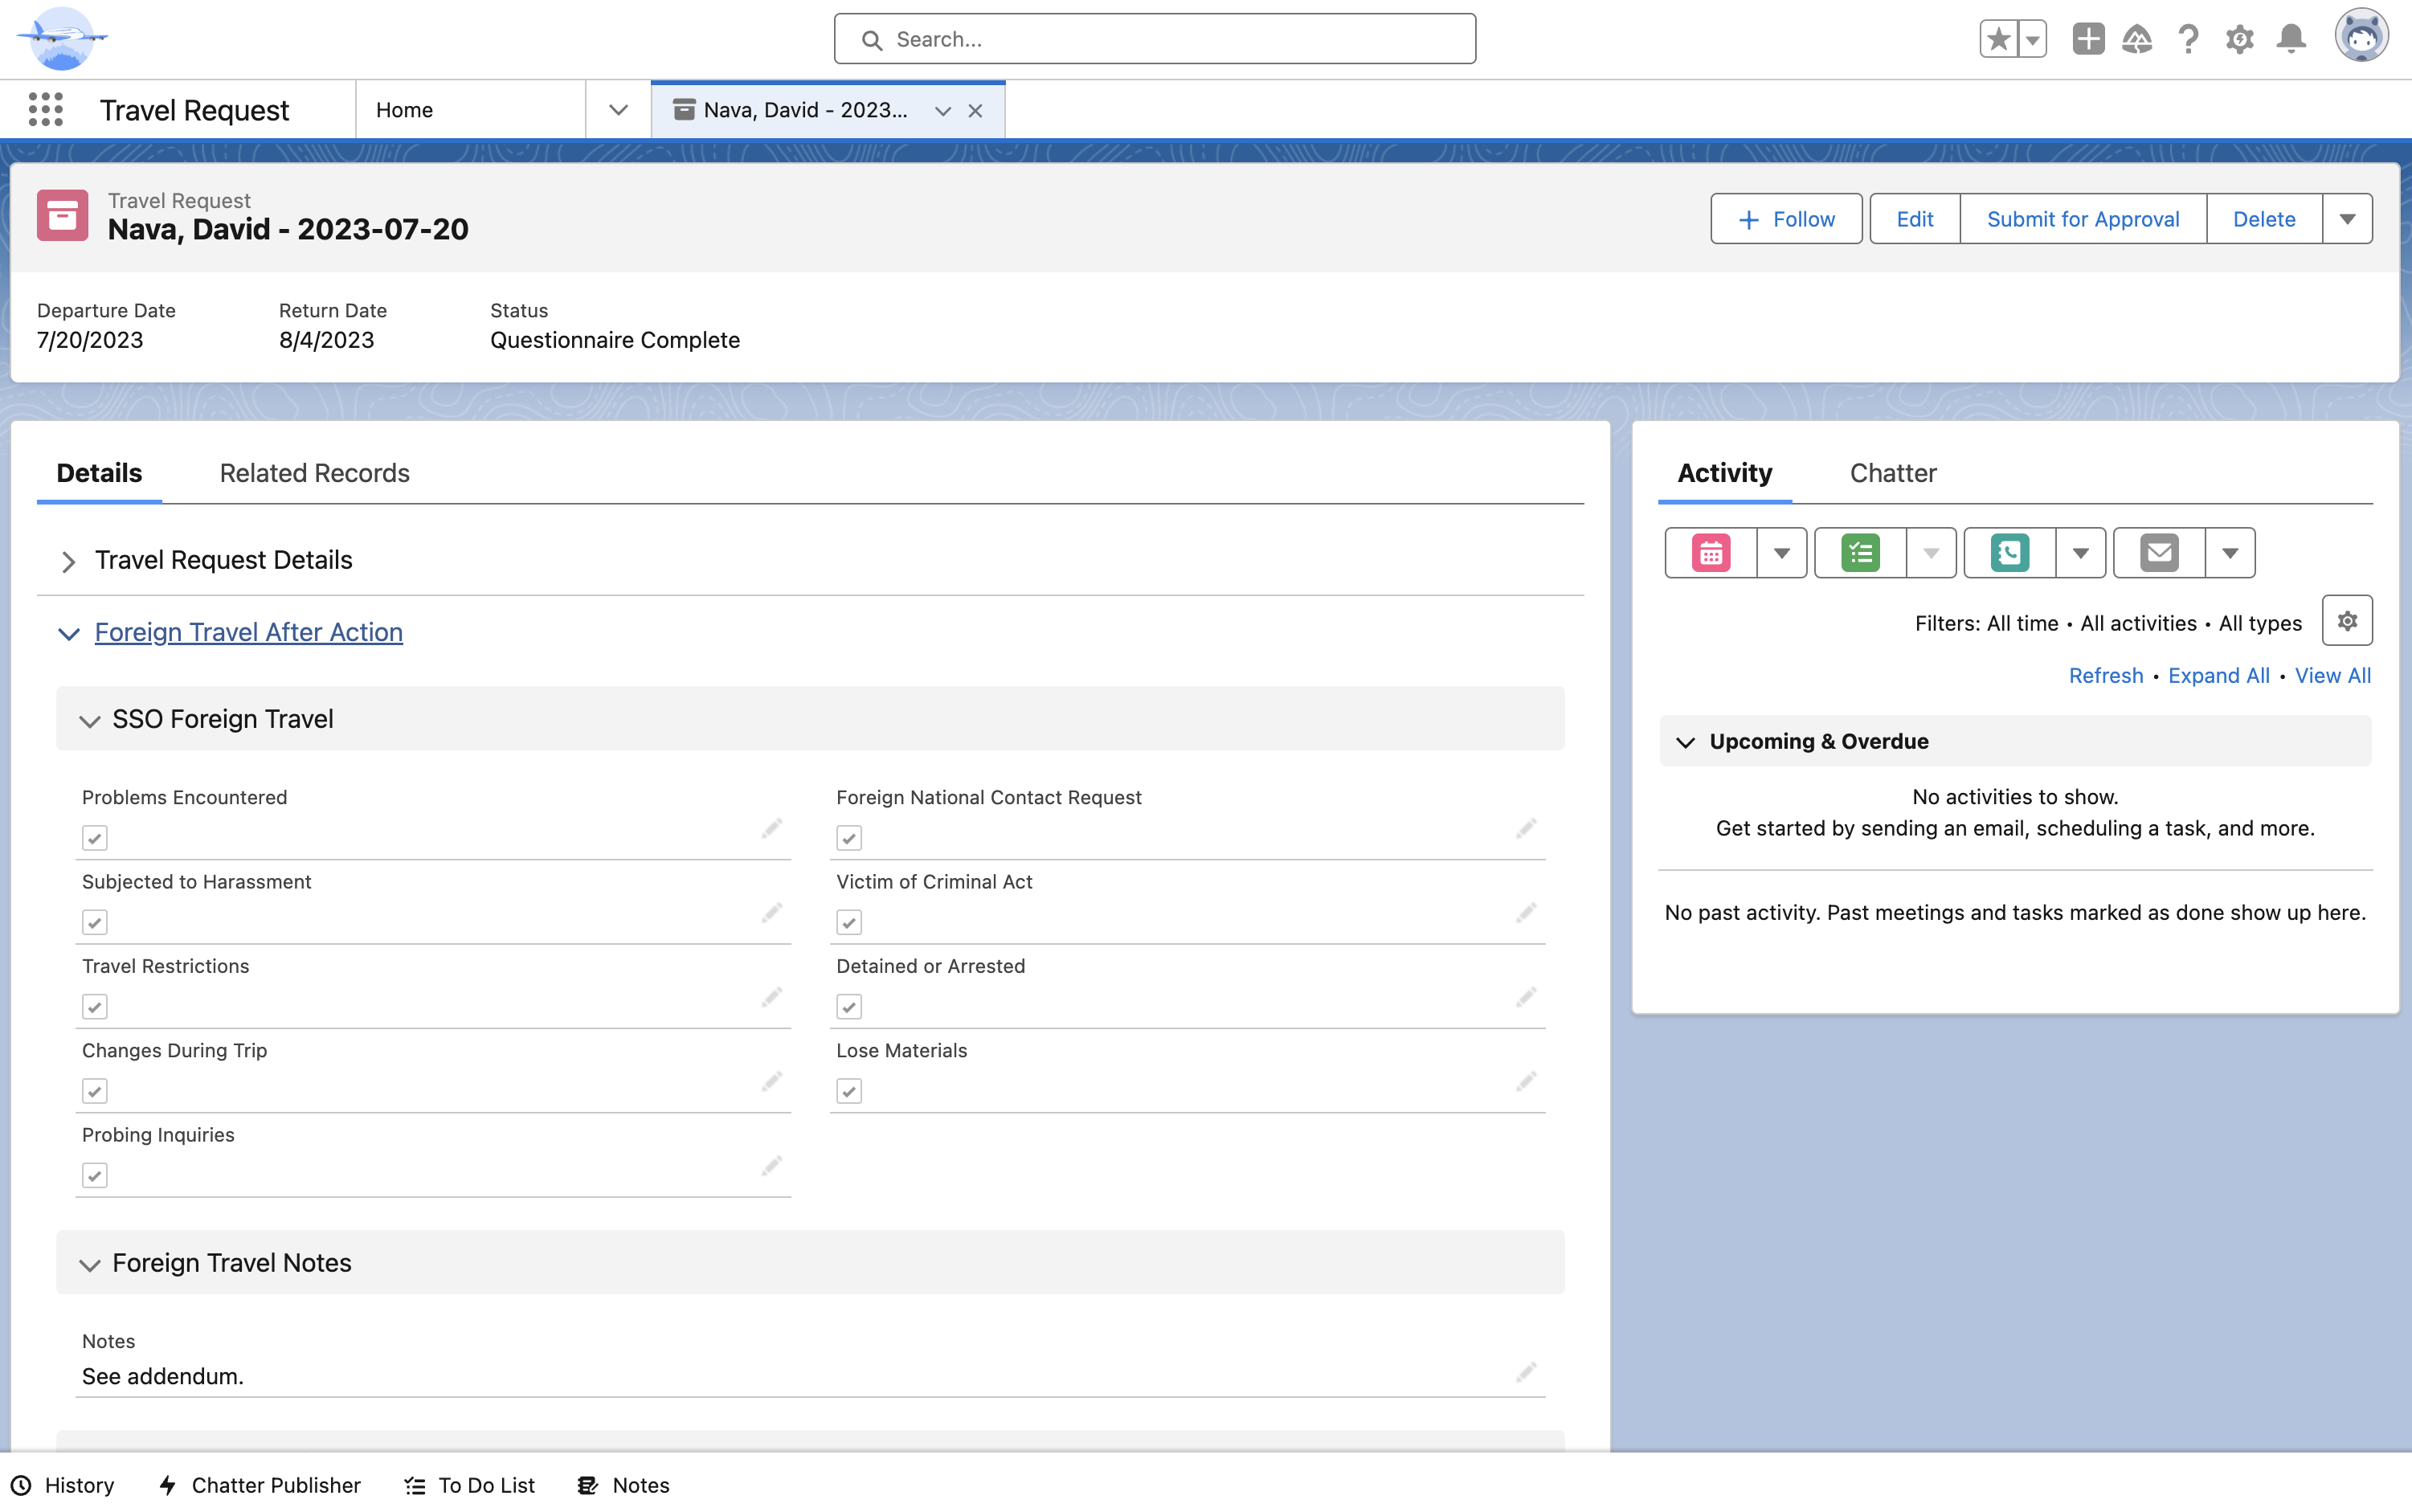 Search...
Travel Request
Home
Nava, David - 2023...
Travel Request
Nava, David - 2023-07-20
Follow
Edit
Submit for Approval
Delete
Departure Date
7/20/2023
Return Date
8/4/2023
Status
Questionnaire Complete
Details
Related Records
Travel Request Details
Foreign Travel After Action
SSO Foreign Travel
Problems Encountered
Foreign National Contact Request
Subjected to Harassment
Victim of Criminal Act
Travel Restrictions
Detained or Arrested
Changes During Trip
Lose Materials
Probing Inquiries
Foreign Travel Notes
Notes
See addendum.
Activity
Chatter
Filters: All time • All activities • All types
Refresh • Expand All • View All
Upcoming & Overdue
No activities to show.
Get started by sending an email, scheduling a task, and more.
No past activity. Past meetings and tasks marked as done show up here.
History
Chatter Publisher
To Do List
Notes